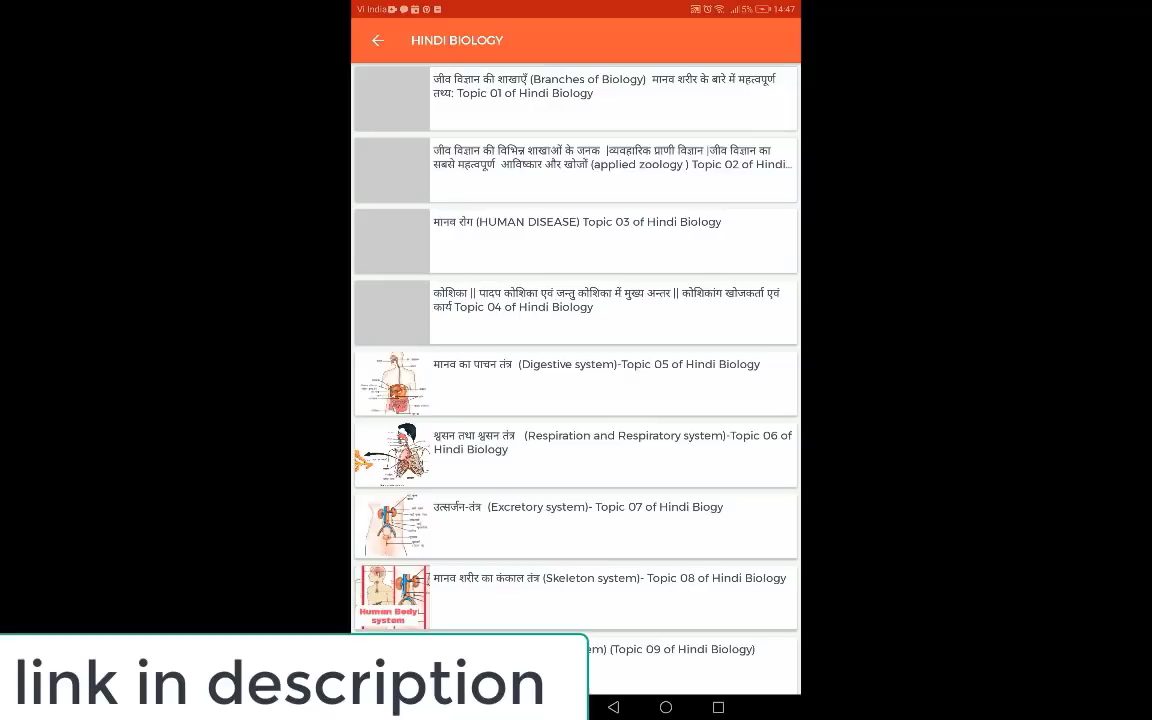 Vi India
5% 14:47
HINDI BIOLOGY
जीव विज्ञान की शाखाएँ (Branches of Biology) मानव शरीर के बारे में महत्वपूर्ण
तथ्य: Topic 01 of Hindi Biology
जीव विज्ञान की विभिन्न शाखाओं के जनक |व्यवहारिक प्राणी विज्ञान |जीव विज्ञान का
सबसे महत्वपूर्ण आविष्कार और खोजों (applied zoology ) Topic 02 of Hindi...
मानव रोग (HUMAN DISEASE) Topic 03 of Hindi Biology
कोशिका || पादप कोशिका एवं जन्तु कोशिका में मुख्य अन्तर || कोशिकांग खोजकर्ता एवं
कार्य Topic 04 of Hindi Biology
मानव का पाचन तंत्र (Digestive system)-Topic 05 of Hindi Biology
श्वसन तथा श्वसन तंत्र (Respiration and Respiratory system)-Topic 06 of
Hindi Biology
उत्सर्जन-तंत्र (Excretory system)- Topic 07 of Hindi Biogy
मानव शरीर का कंकाल तंत्र (Skeleton system)- Topic 08 of Hindi Biology
Human Body
system
em) (Topic 09 of Hindi Biology)
link in description